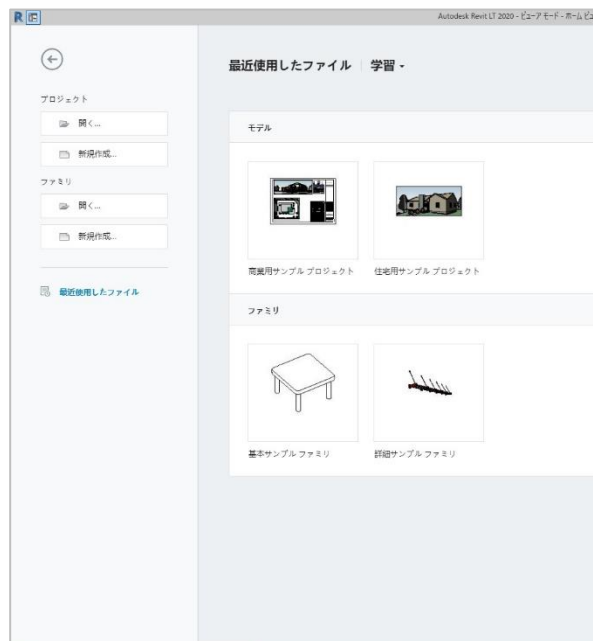 Autodesk Revit LT 2020 - ビューア モード - ホーム ビュ
最近使用したファイル 学習
プロジェクト
開く...
新規作成...
ファミリ
開く...
新規作成...
最近使用したファイル
モデル
商業用サンプル プロジェクト 住宅用サンプル プロジェクト
ファミリ
基本サンプル ファミリ 詳細サンプル ファミリ